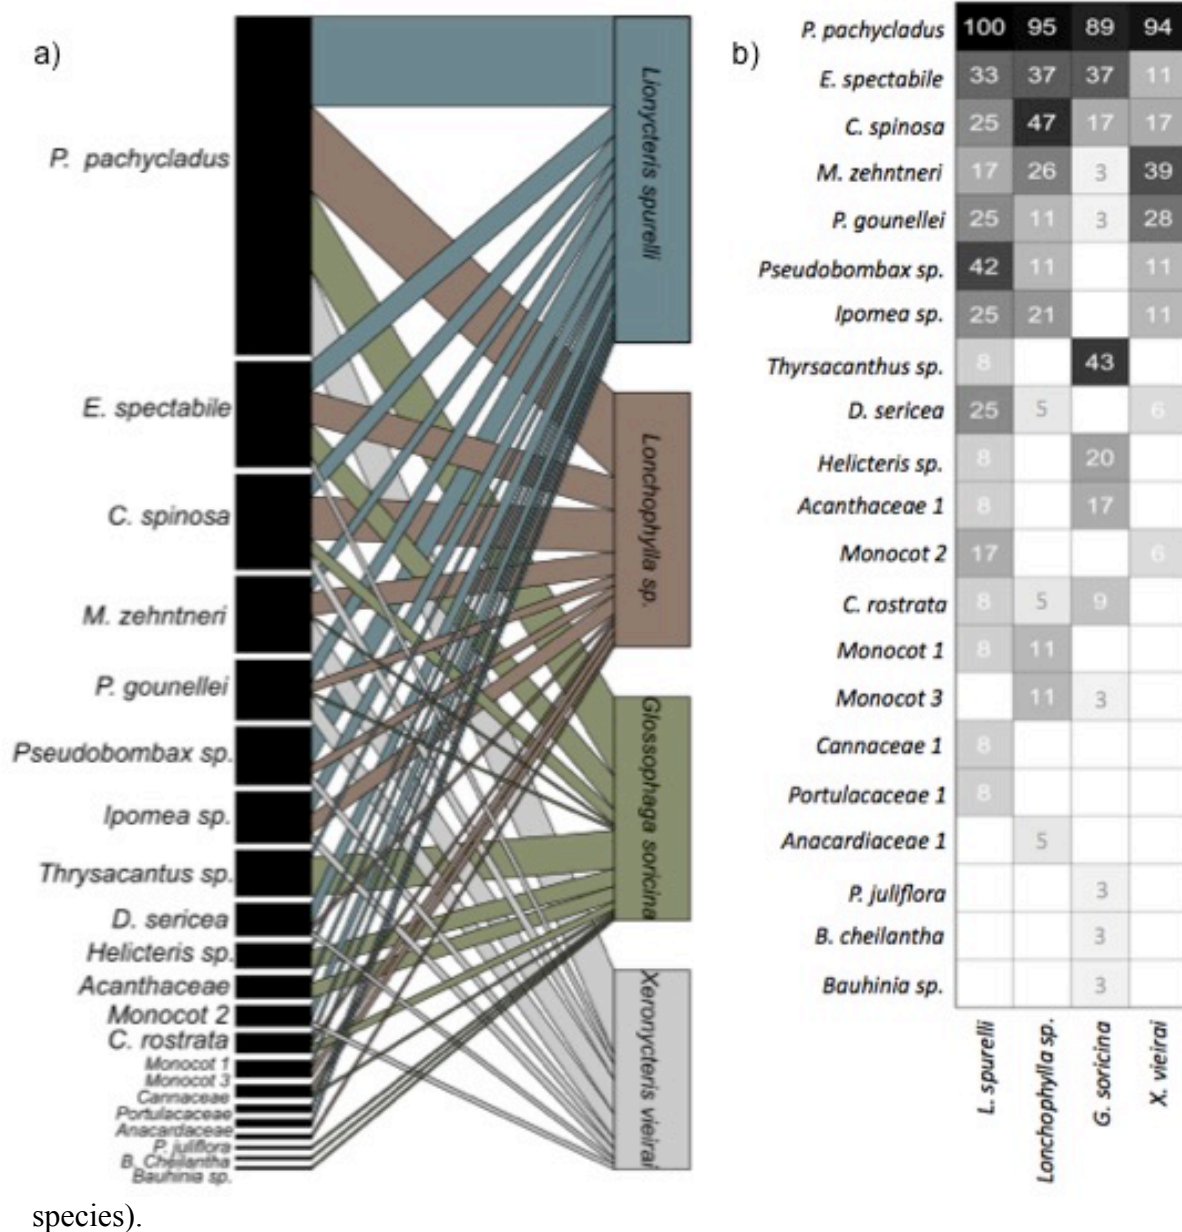 a)
P. pachycladus
E. spectabile
C. spinosa
M. zehntneri
P. gounellei
Pseudobombax sp.
Ipomea sp.
Thrysacantus sp.
D. sericea
Helicteris sp.
Acanthaceae
Monocot 2
C. rostrata
Monocot 1
Monocot 3
Cannaceae
Portulacaceae
Anacardaceae
P. juliflora
B. Cheilantha
Bauhinia sp.
Lionycteris spurelli
Lonchophylla sp.
Glossophaga soricina
Xeronycteris vieirai
b)
P. pachycladus 100 95 89 94
E. spectabile 33 37 37 11
C. spinosa 25 47 17 17
M. zehntneri 17 26 3 39
P. gounellei 25 11 3 28
Pseudobombax sp. 42 11 11
Ipomea sp. 25 21 11
Thyrsacanthus sp. 8 43
D. sericea 25 5 6
Helicteris sp. 8 20
Acanthaceae 1 8 17
Monocot 2 17 6
C. rostrata 8 5 9
Monocot 1 8 11
Monocot 3 11 3
Cannaceae 1 8
Portulacaceae 1 8
Anacardiaceae 1 5
P. juliflora 3
B. cheilantha 3
Bauhinia sp. 3
L. spurelli
Lonchophylla sp.
G. soricina
X. vieirai
species).